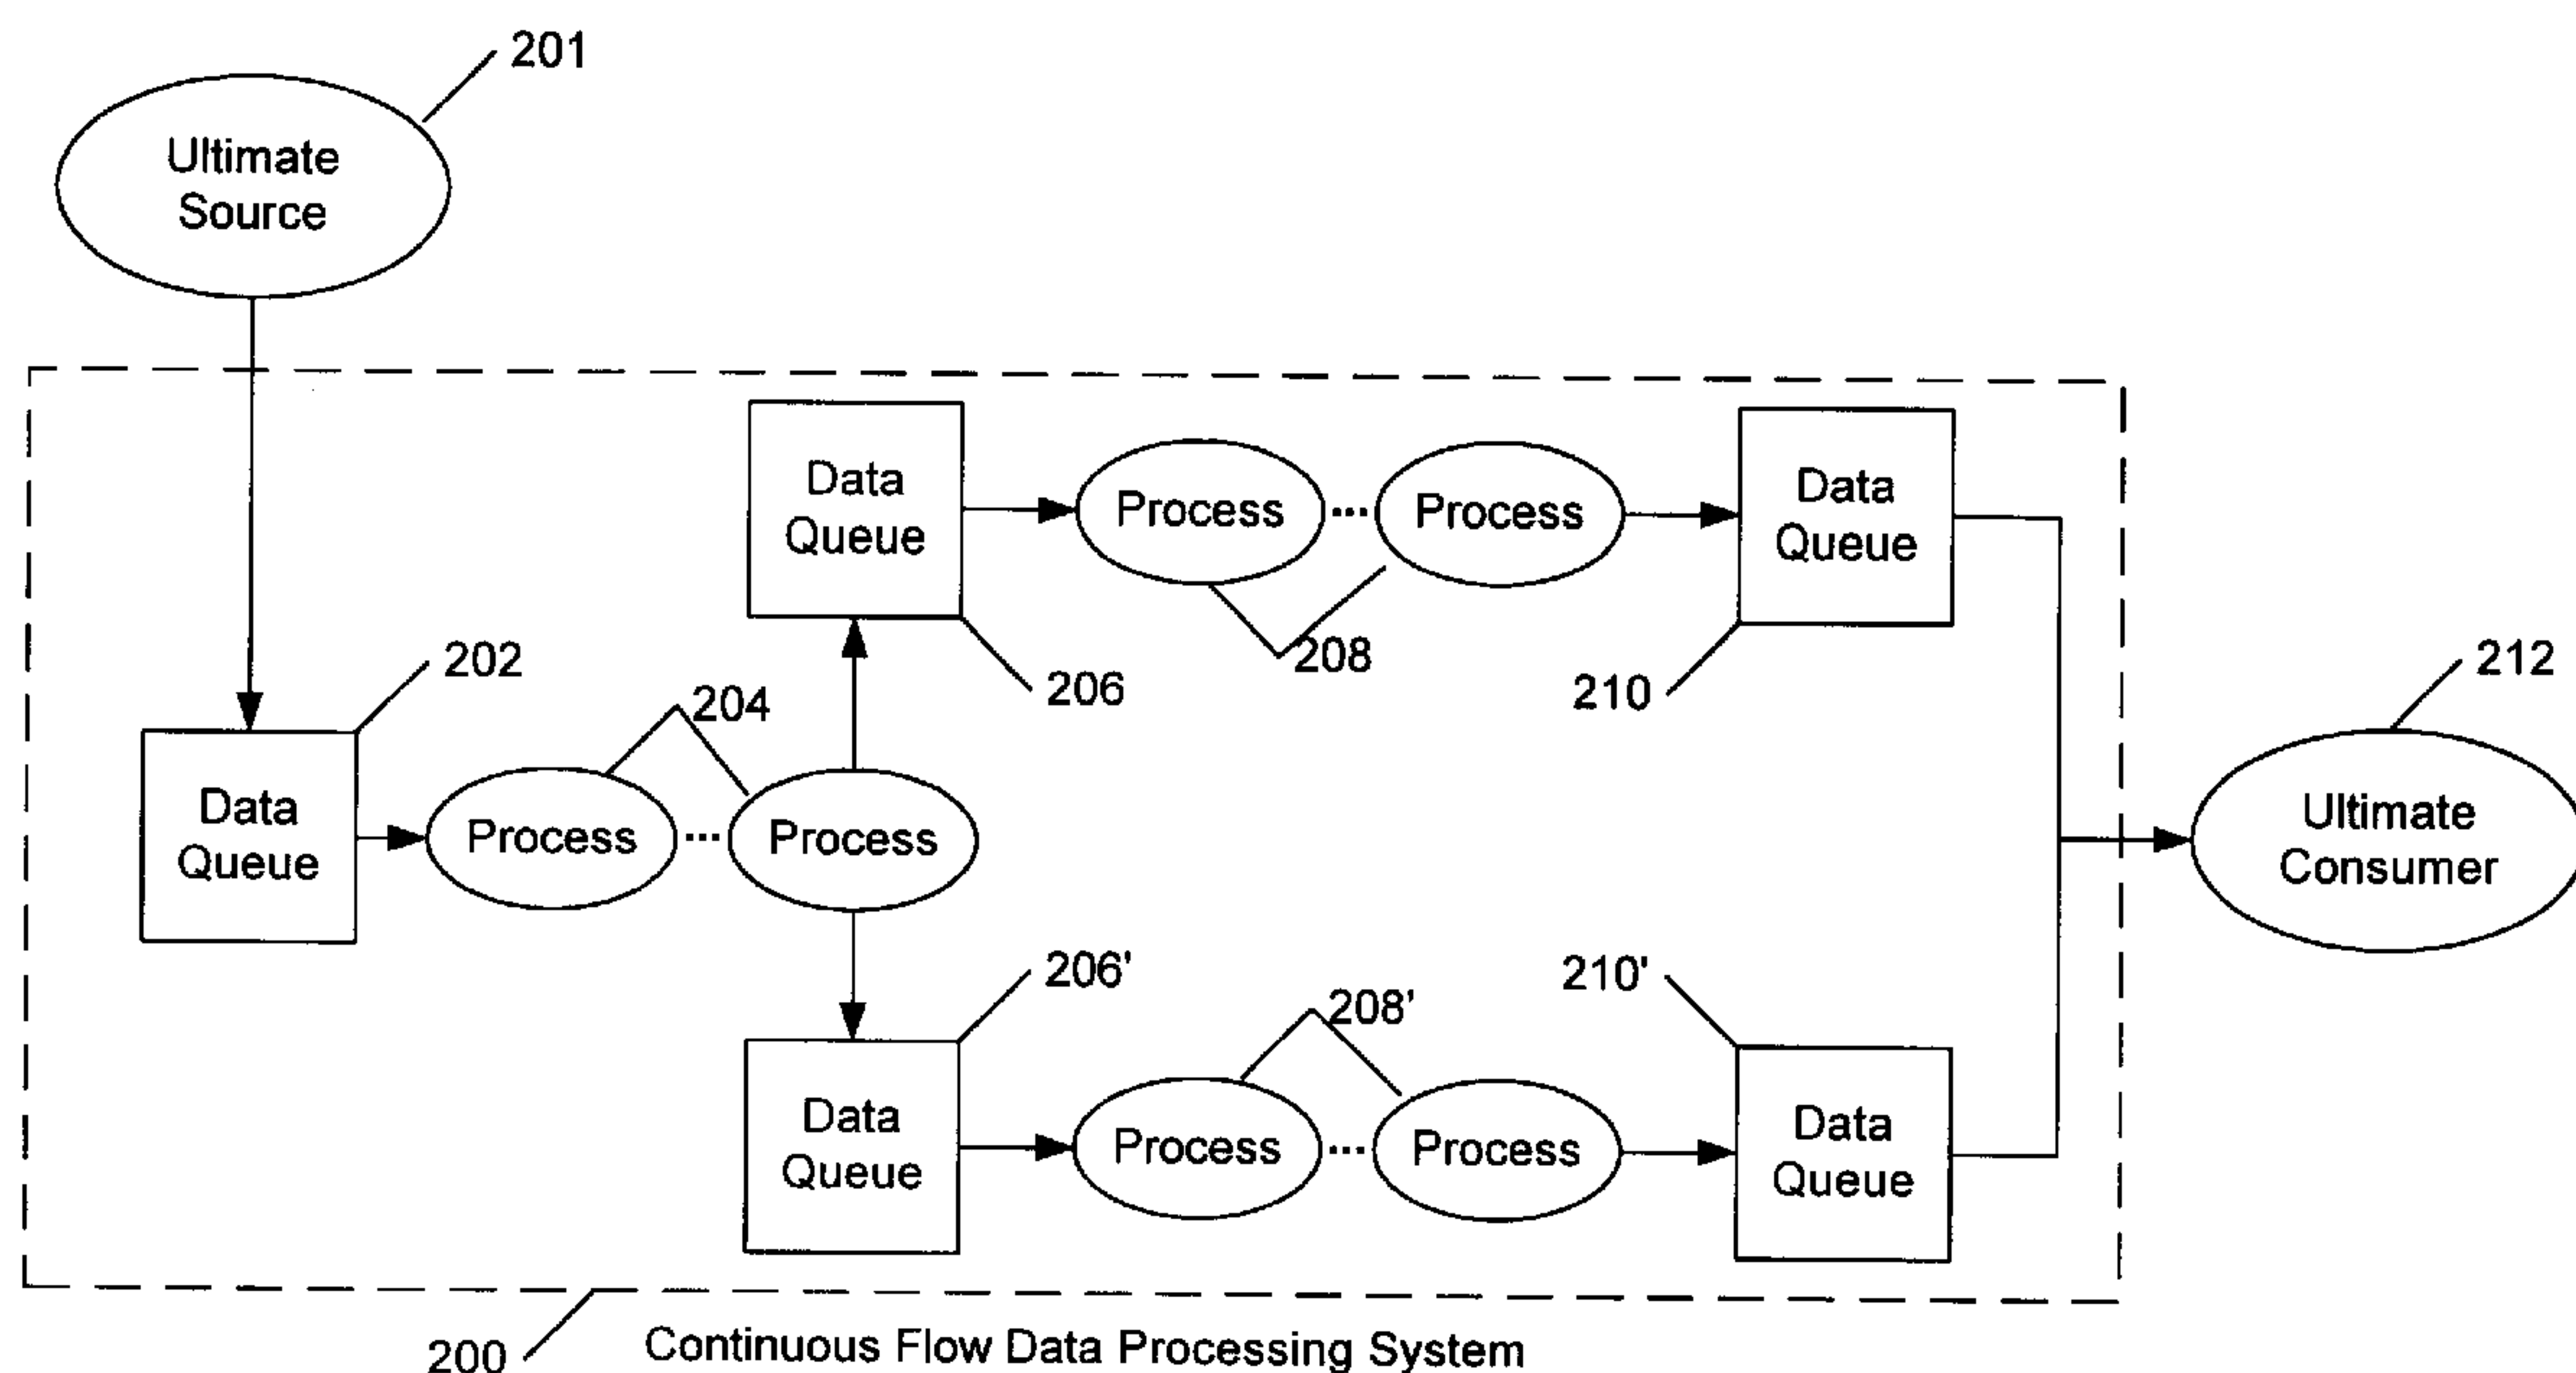 201
Ultimate
Source
Data
Queue
Process
...
Process
Data
Queue
206
208
210
202
204
212
Data
Queue
Process
...
Process
Ultimate
Consumer
206'
208'
210'
Data
Queue
Process
...
Process
Data
Queue
200
Continuous Flow Data Processing System